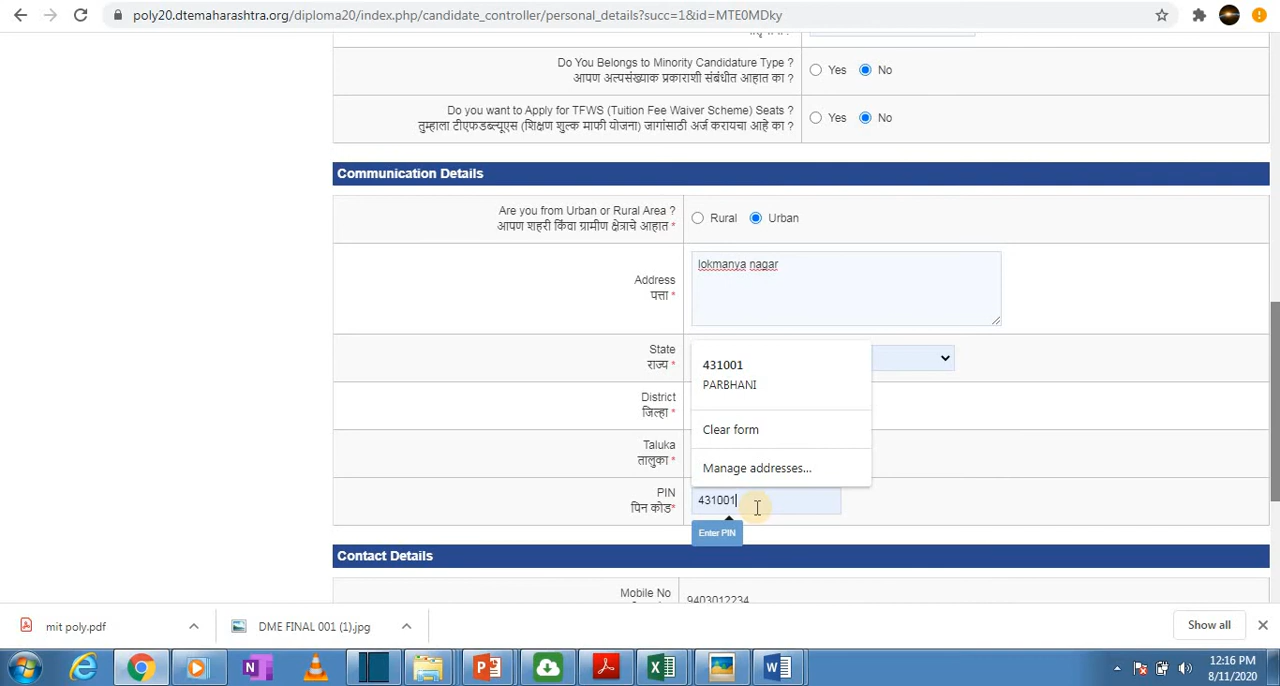 poly20.dtemaharashtra.org/diploma20/index.php/candidate_controller/personal_details?succ=1&id=MTE0MDky
Do You Belongs to Minority Candidature Type ?
आपण अल्पसंख्याक प्रकाराशी संबंधीत आहात का ?
Yes No
Do you want to Apply for TFWS (Tuition Fee Waiver Scheme) Seats ?
तुम्हाला टीएफडब्ल्यूएस (शिक्षण शुल्क माफी योजना) जागांसाठी अर्ज करायचा आहे का ?
Yes No
Communication Details
Are you from Urban or Rural Area ?
आपण शहरी किंवा ग्रामीण क्षेत्राचे आहात *
Rural Urban
Address
पत्ता *
lokmanya nagar
State
राज्य *
431001
PARBHANI
District
जिल्हा *
Clear form
Taluka
तालुका *
Manage addresses...
PIN
पिन कोड*
431001
Enter PIN
Contact Details
Mobile No
9403012234
mit poly.pdf
DME FINAL 001 (1).jpg
Show all
12:16 PM
8/11/2020